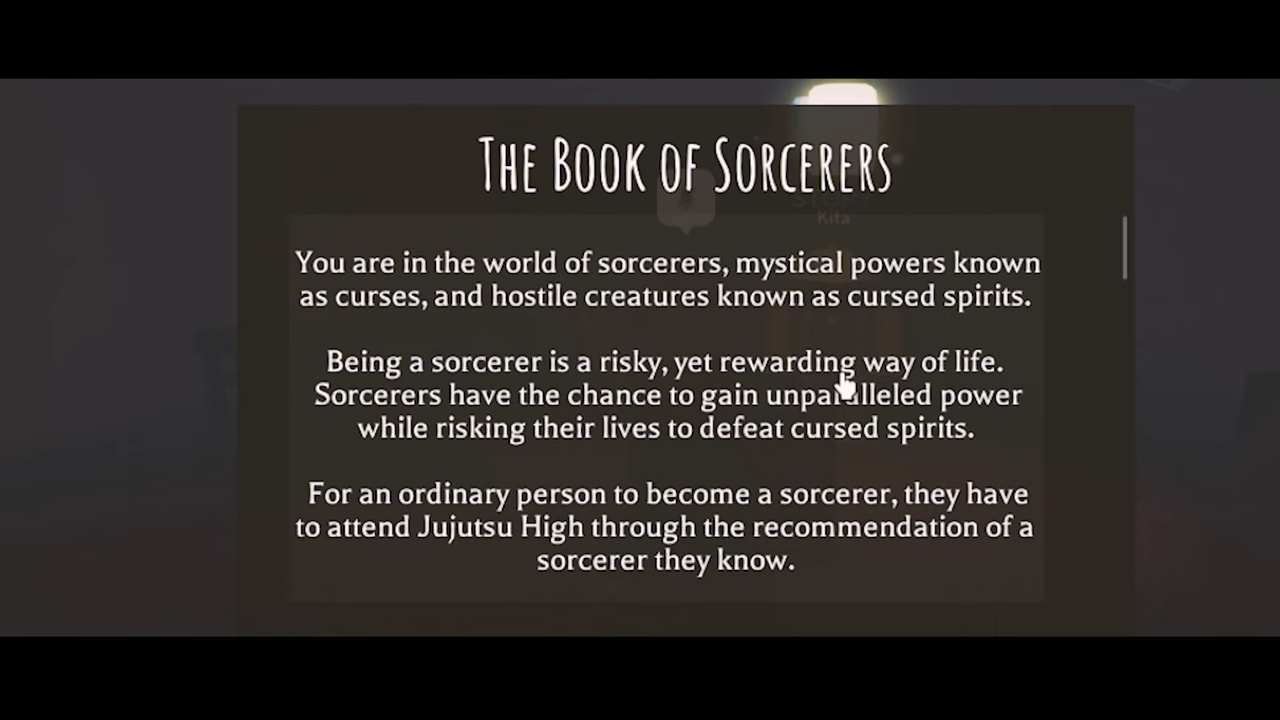 The Book of Sorcerers
STORY
Kita
You are in the world of sorcerers, mystical powers known
as curses, and hostile creatures known as cursed spirits.
Being a sorcerer is a risky, yet rewarding way of life.
Sorcerers have the chance to gain unparalleled power
while risking their lives to defeat cursed spirits.
For an ordinary person to become a sorcerer, they have
to attend Jujutsu High through the recommendation of a
sorcerer they know.